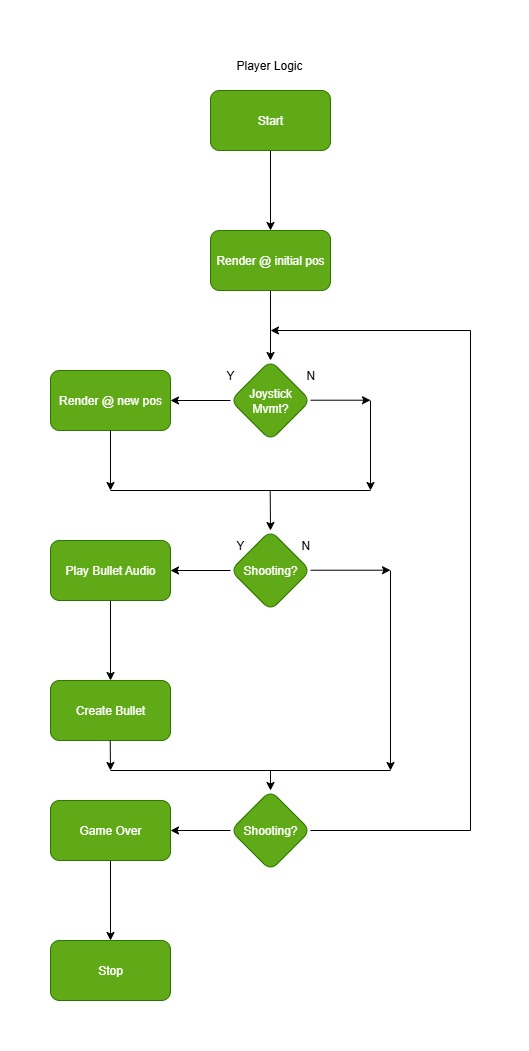 Player Logic
Start
Render @ initial pos
Y
N
Joystick
Mvmt?
Render @ new pos
Y
N
Play Bullet Audio
Shooting?
Create Bullet
Game Over
Shooting?
Stop